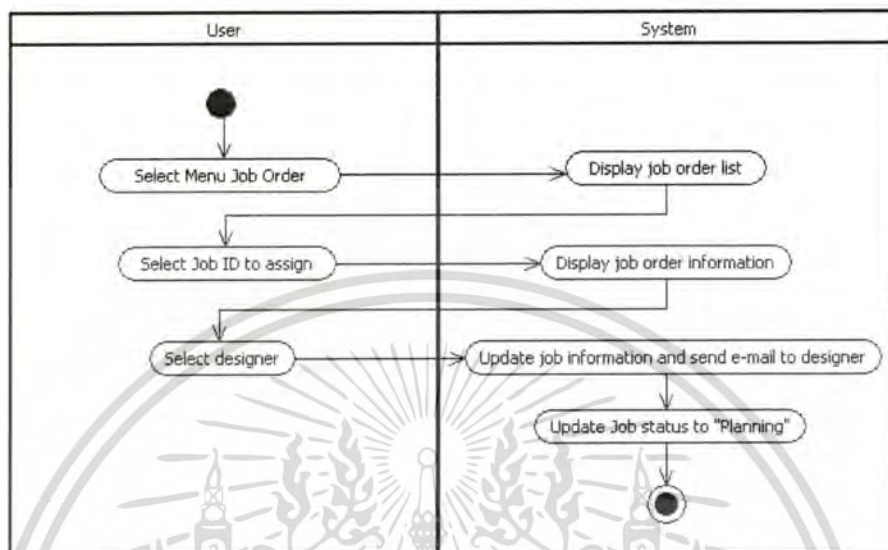 User
System
Select Menu Job Order
Display job order list
Select Job ID to assign
Display job order information
Select designer
Update job information and send e-mail to designer
Update Job status to "Planning"